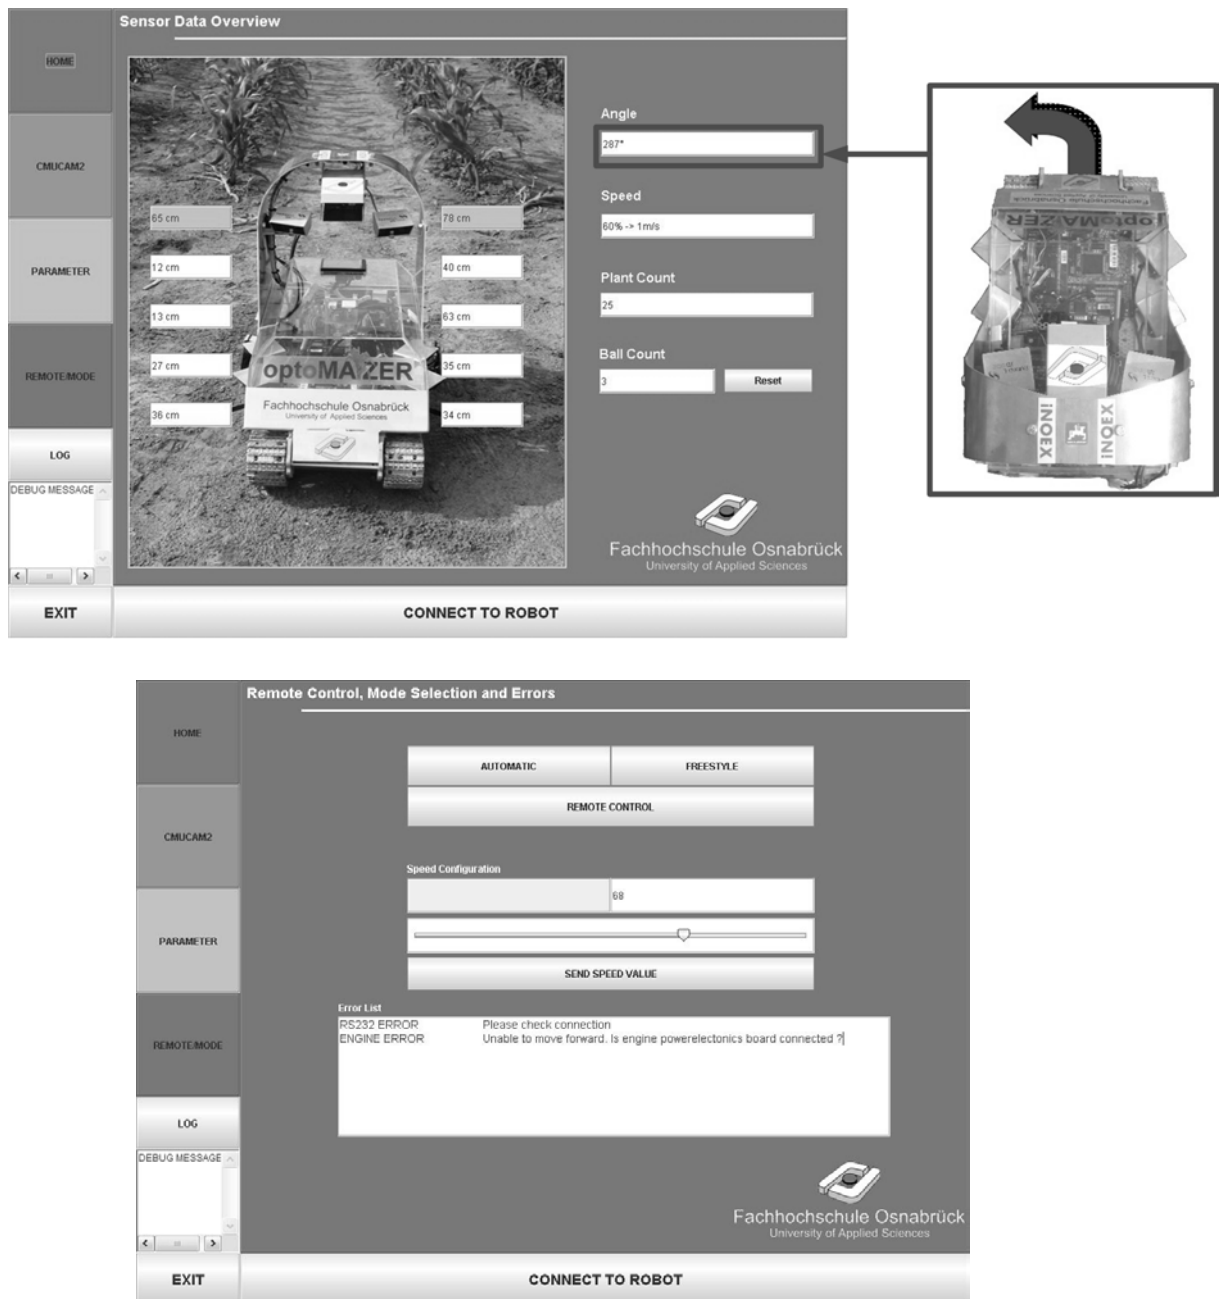 Sensor Data Overview
HOME
CMUCAM2
PARAMETER
REMOTE/MODE
LOG
DEBUG MESSAGE
EXIT
65 cm
12 cm
13 cm
27 cm
36 cm
78 cm
40 cm
63 cm
35 cm
34 cm
optoMAIZER
Fachhochschule Osnabrück
University of Applied Sciences
Angle
287°
Speed
60% -> 1m/s
Plant Count
25
Ball Count
3
Reset
Fachhochschule Osnabrück
University of Applied Sciences
CONNECT TO ROBOT
Fachhochschule Osnabrück
optoMAIZER
INOEX
INOEX
Remote Control, Mode Selection and Errors
HOME
CMUCAM2
PARAMETER
REMOTE/MODE
LOG
DEBUG MESSAGE
EXIT
AUTOMATIC
FREESTYLE
REMOTE CONTROL
Speed Configuration
68
SEND SPEED VALUE
Error List
RS232 ERROR Please check connection
ENGINE ERROR Unable to move forward. Is engine powerelectonics board connected ?
Fachhochschule Osnabrück
University of Applied Sciences
CONNECT TO ROBOT